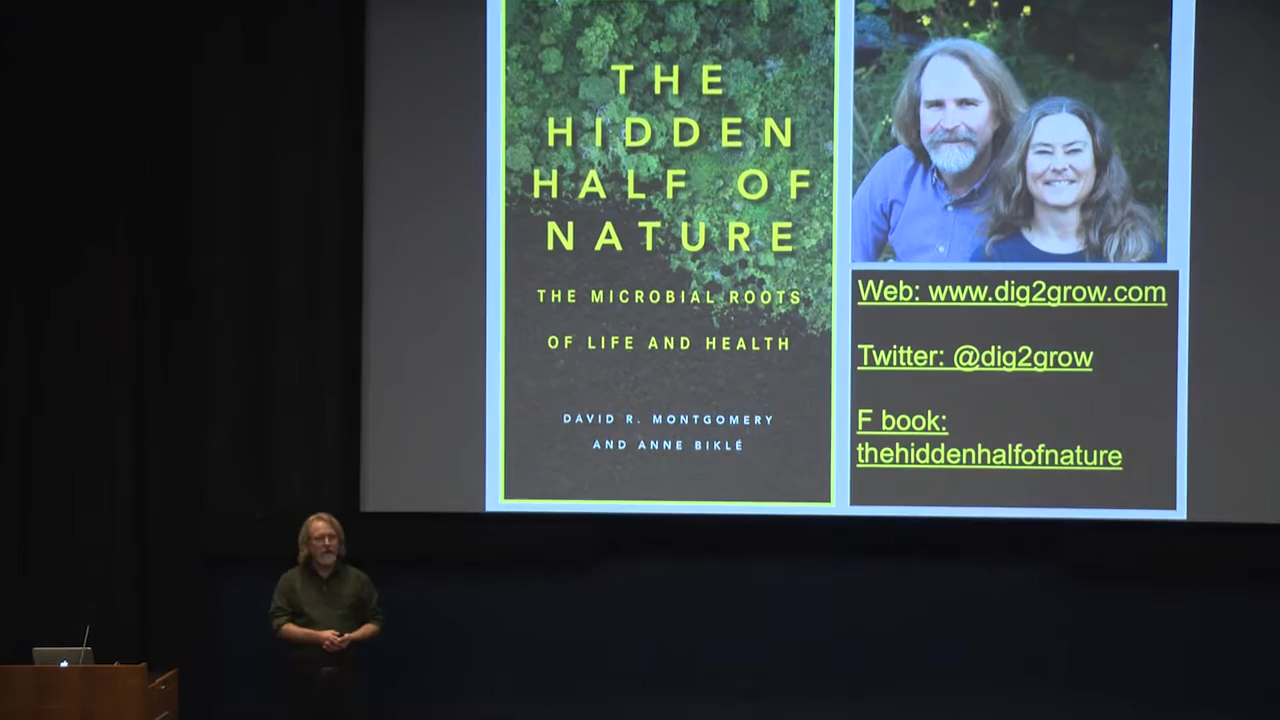 THE
HIDDEN
HALF OF
NATURE
THE MICROBIAL ROOTS
OF LIFE AND HEALTH
DAVID R. MONTGOMERY
AND ANNE BIKLÉ
Web: www.dig2grow.com
Twitter: @dig2grow
F book:
thehiddenhalfofnature